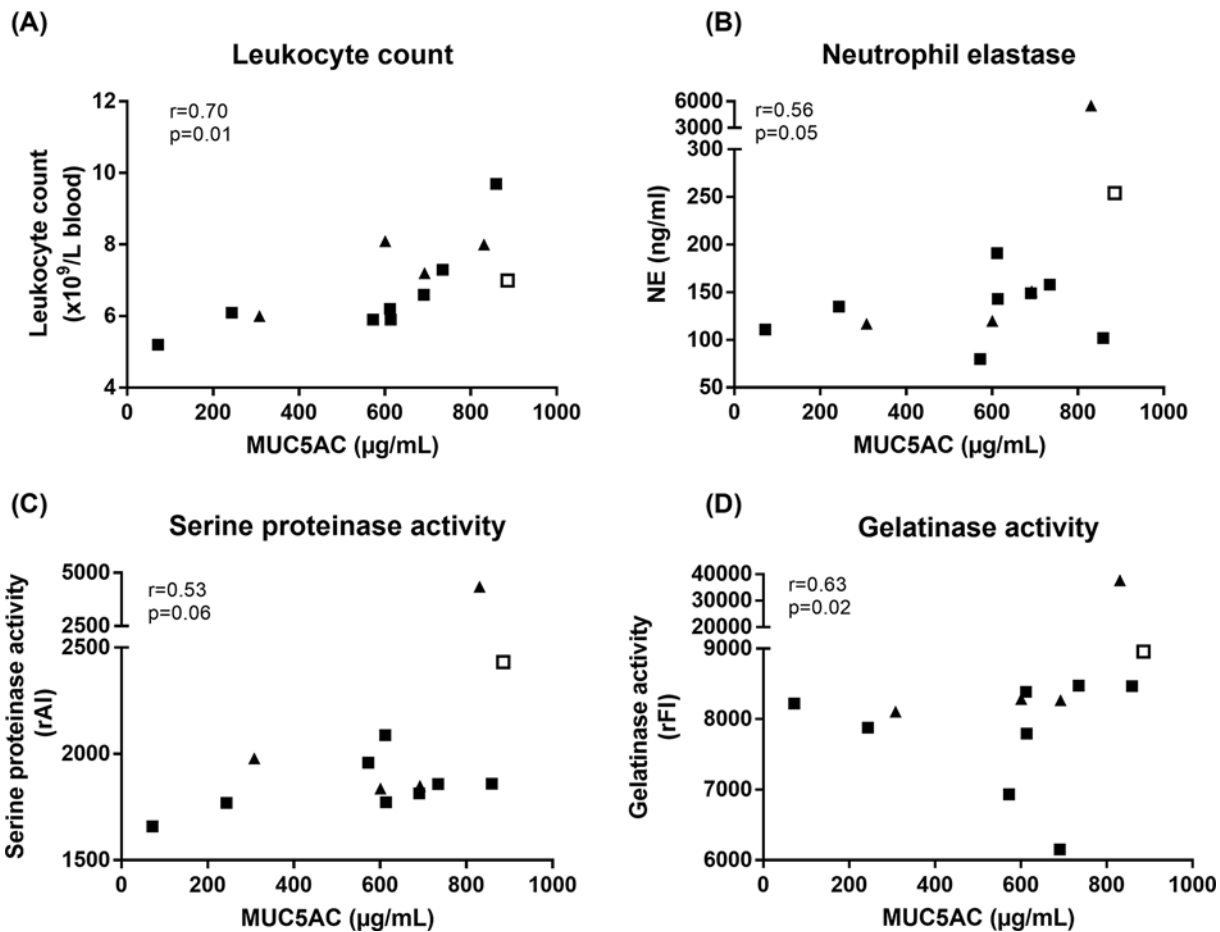 (A)
Leukocyte count
r=0.70
p=0.01
12
10
8
6
4
Leukocyte count
(x10⁹/L blood)
0 200 400 600 800 1000
MUC5AC (µg/mL)
(B)
Neutrophil elastase
r=0.56
p=0.05
6000
3000
300
250
200
150
100
50
NE (ng/ml)
0 200 400 600 800 1000
MUC5AC (µg/mL)
(C)
Serine proteinase activity
r=0.53
p=0.06
5000
2500
2500
2000
1500
Serine proteinase activity
(rAI)
0 200 400 600 800 1000
MUC5AC (µg/mL)
(D)
Gelatinase activity
r=0.63
p=0.02
40000
30000
20000
9000
8000
7000
6000
Gelatinase activity
(rFI)
0 200 400 600 800 1000
MUC5AC (µg/mL)